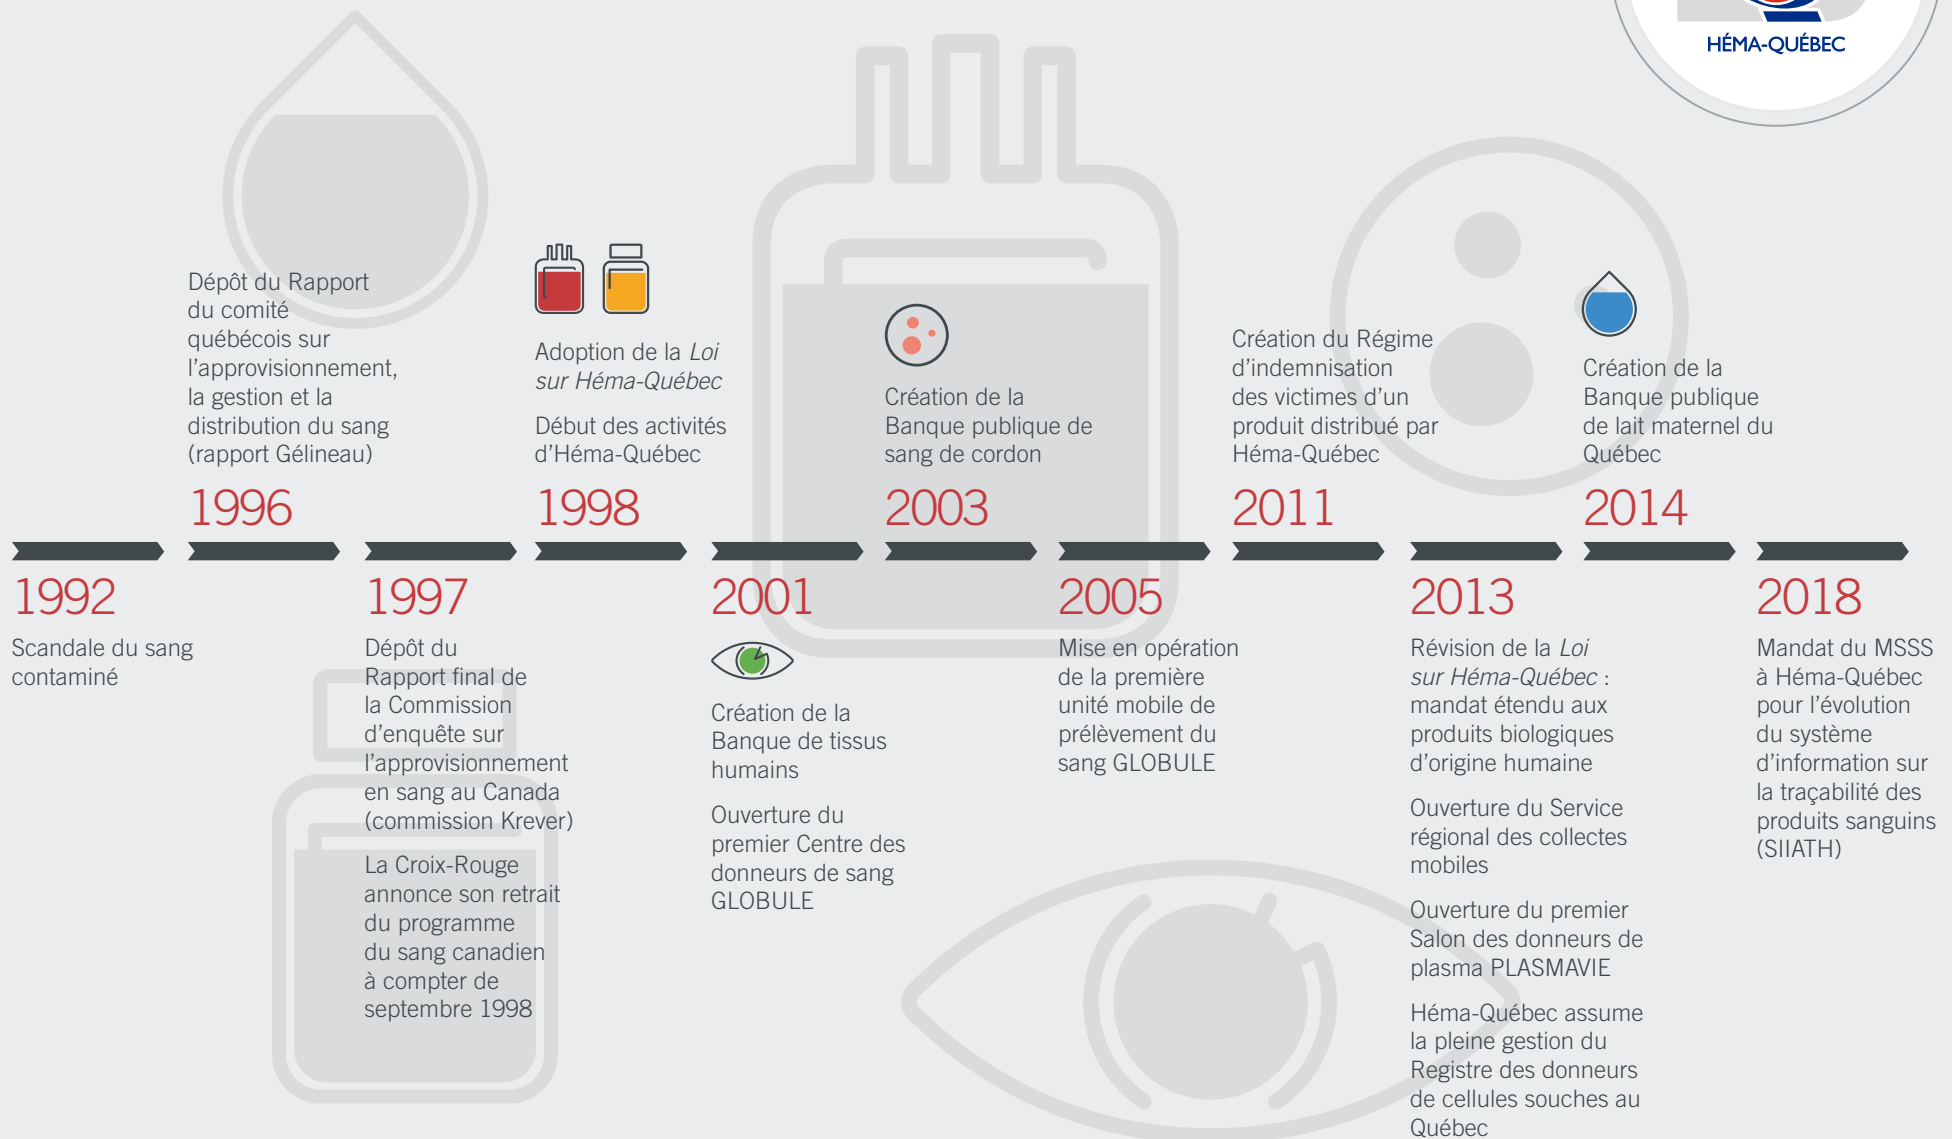 HÉMA-QUÉBEC
1992
Scandale du sang
contaminé
Dépôt du Rapport
du comité
québécois sur
l'approvisionnement,
la gestion et la
distribution du sang
(rapport Gélineau)
1996
1997
Dépôt du
Rapport final de
la Commission
d'enquête sur
l'approvisionnement
en sang au Canada
(commission Krever)
La Croix-Rouge
annonce son retrait
du programme
du sang canadien
à compter de
septembre 1998
Adoption de la Loi
sur Héma-Québec
Début des activités
d'Héma-Québec
1998
2001
Création de la
Banque de tissus
humains
Ouverture du
premier Centre des
donneurs de sang
GLOBULE
Création de la
Banque publique de
sang de cordon
2003
2005
Mise en opération
de la première
unité mobile de
prélèvement du
sang GLOBULE
Création du Régime
d'indemnisation
des victimes d'un
produit distribué par
Héma-Québec
2011
2013
Révision de la Loi
sur Héma-Québec :
mandat étendu aux
produits biologiques
d'origine humaine
Ouverture du Service
régional des collectes
mobiles
Ouverture du premier
Salon des donneurs de
plasma PLASMAVIE
Héma-Québec assume
la pleine gestion du
Registre des donneurs
de cellules souches au
Québec
Création de la
Banque publique
de lait maternel du
Québec
2014
2018
Mandat du MSSS
à Héma-Québec
pour l'évolution
du système
d'information sur
la traçabilité des
produits sanguins
(SIIATH)